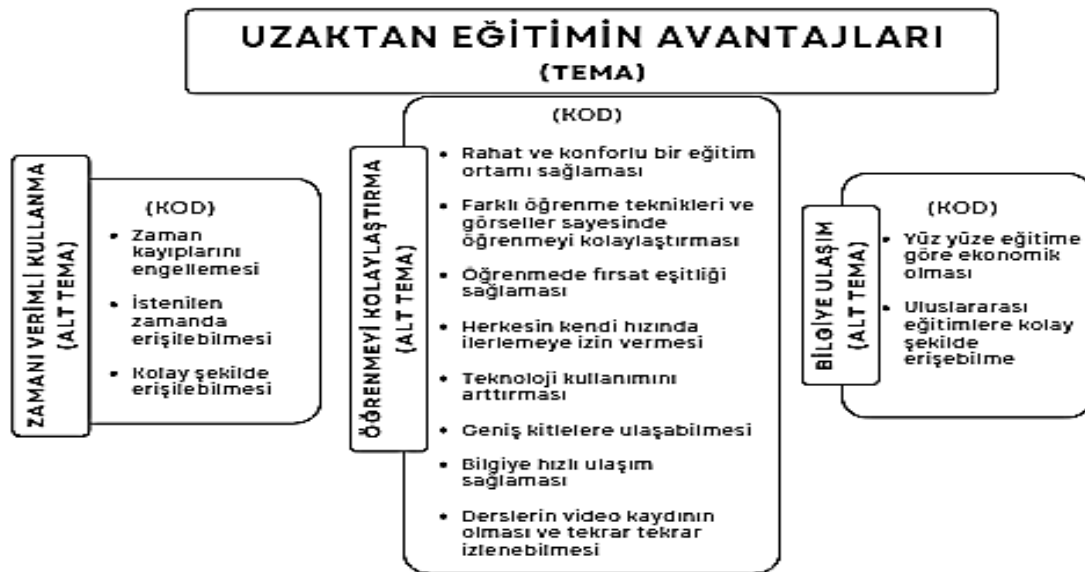 UZAKTAN EĞİTİMİN AVANTAJLARI
(TEMA)
ZAMANI VERİMLİ KULLANMA
(ALT TEMA)
(KOD)
• Zaman
kayıplarını
engellemesi
• İstenilen
zamanda
erişilebilmesi
• Kolay şekilde
erişilebilmesi
ÖĞRENMEYİ KOLAYLAŞTIRMA
(ALT TEMA)
(KOD)
• Rahat ve konforlu bir eğitim
ortamı sağlaması
• Farklı öğrenme teknikleri ve
görseller sayesinde
öğrenmeyi kolaylaştırması
• Öğrenmede fırsat eşitliği
sağlaması
• Herkesin kendi hızında
ilerlemeye izin vermesi
• Teknoloji kullanımını
arttırması
• Geniş kitlelere ulaşabilmesi
• Bilgiye hızlı ulaşım
sağlaması
• Derslerin video kaydının
olması ve tekrar tekrar
izlenebilmesi
BİLGİYE ULAŞIM
(ALT TEMA)
(KOD)
• Yüz yüze eğitime
göre ekonomik
olması
• Uluslararası
eğitimlere kolay
şekilde
erişebilme